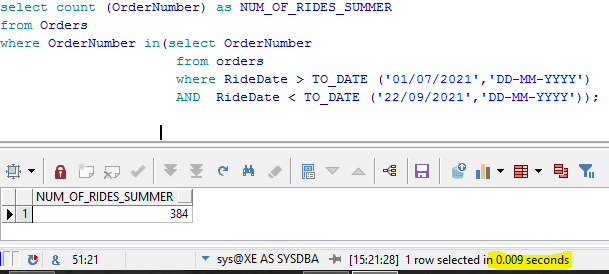 select count (OrderNumber) as NUM_OF_RIDES_SUMMER
from Orders
where OrderNumber in(select OrderNumber
from orders
where RideDate > TO_DATE ('01/07/2021','DD-MM-YYYY')
AND RideDate < TO_DATE ('22/09/2021','DD-MM-YYYY'));
NUM_OF_RIDES_SUMMER
1 384
& 51:21 sys@XE AS SYSDBA [15:21:28] 1 row selected in 0.009 seconds